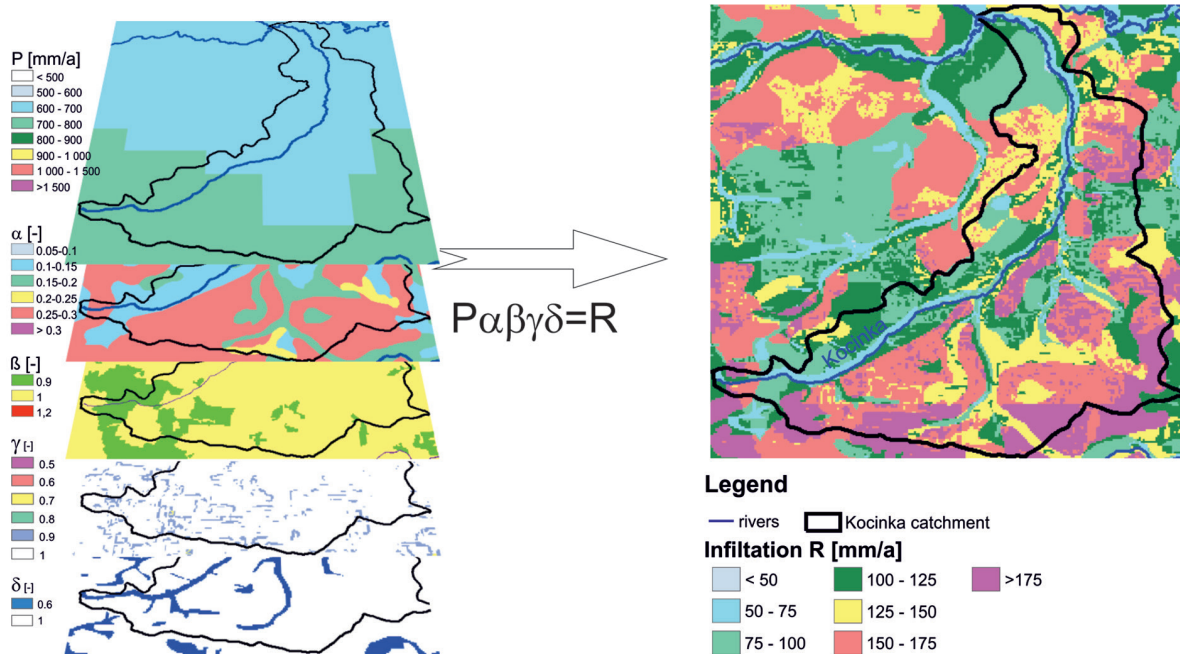 P [mm/a]
< 500
500 - 600
600 - 700
700 - 800
800 - 900
900 - 1 000
1 000 - 1 500
>1 500
α [-]
0.05-0.1
0.1-0.15
0.15-0.2
0.2-0.25
0.25-0.3
> 0.3
ß [-]
0.9
1
1,2
γ [-]
0.5
0.6
0.7
0.8
0.9
1
δ [-]
0.6
1
Pαβγδ=R
Kocinka
Legend
rivers
Kocinka catchment
Infiltation R [mm/a]
< 50
100 - 125
>175
50 - 75
125 - 150
75 - 100
150 - 175